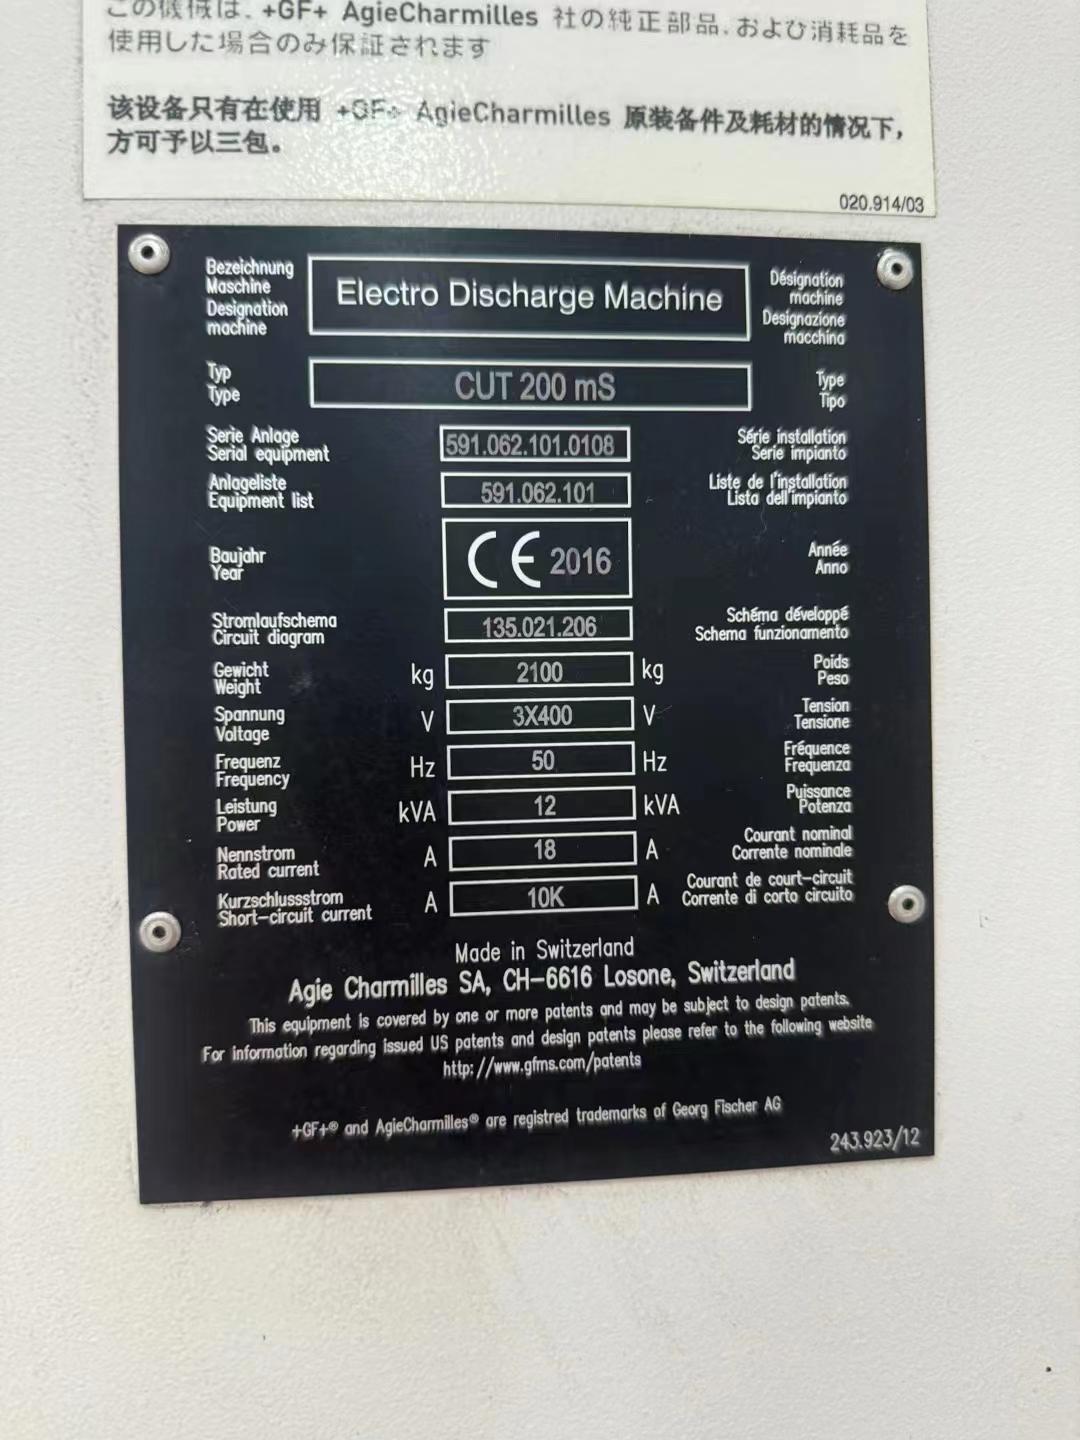 この機械は、+GF+ AgieCharmilles 社の純正部品、および消耗品を
使用した場合のみ保証されます
该设备只有在使用 +GF+ AgieCharmilles 原装备件及耗材的情况下，
方可予以三包。
020.914/03
Bezeichnung Maschine
Designation machine
Electro Discharge Machine
Désignation machine
Designazione macchina
Typ
Type
CUT 200 mS
Type
Tipo
Serie Anlage
Serial equipment
591.062.101.0108
Série installation
Serie impianto
Anlageliste
Equipment list
591.062.101
Liste de l'installation
Lista dell'impianto
Baujahr
Year
CE 2016
Année
Anno
Stromlaufschema
Circuit diagram
135.021.206
Schéma développé
Schema funzionamento
Gewicht
Weight
kg 2100 kg
Poids
Peso
Spannung
Voltage
V 3X400 V
Tension
Tensione
Frequenz
Frequency
Hz 50 Hz
Fréquence
Frequenza
Leistung
Power
kVA 12 kVA
Puissance
Potenza
Nennstrom
Rated current
A 18 A
Courant nominal
Corrente nominale
Kurzschlussstrom
Short-circuit current
A 10K A
Courant de court-circuit
Corrente di corto circuito
Made in Switzerland
Agie Charmilles SA, CH-6616 Losone, Switzerland
This equipment is covered by one or more patents and may be subject to design patents.
For information regarding issued US patents and design patents please refer to the following website
http://www.gfms.com/patents
+GF+® and AgieCharmilles® are registred trademarks of Georg Fischer AG
243.923/12